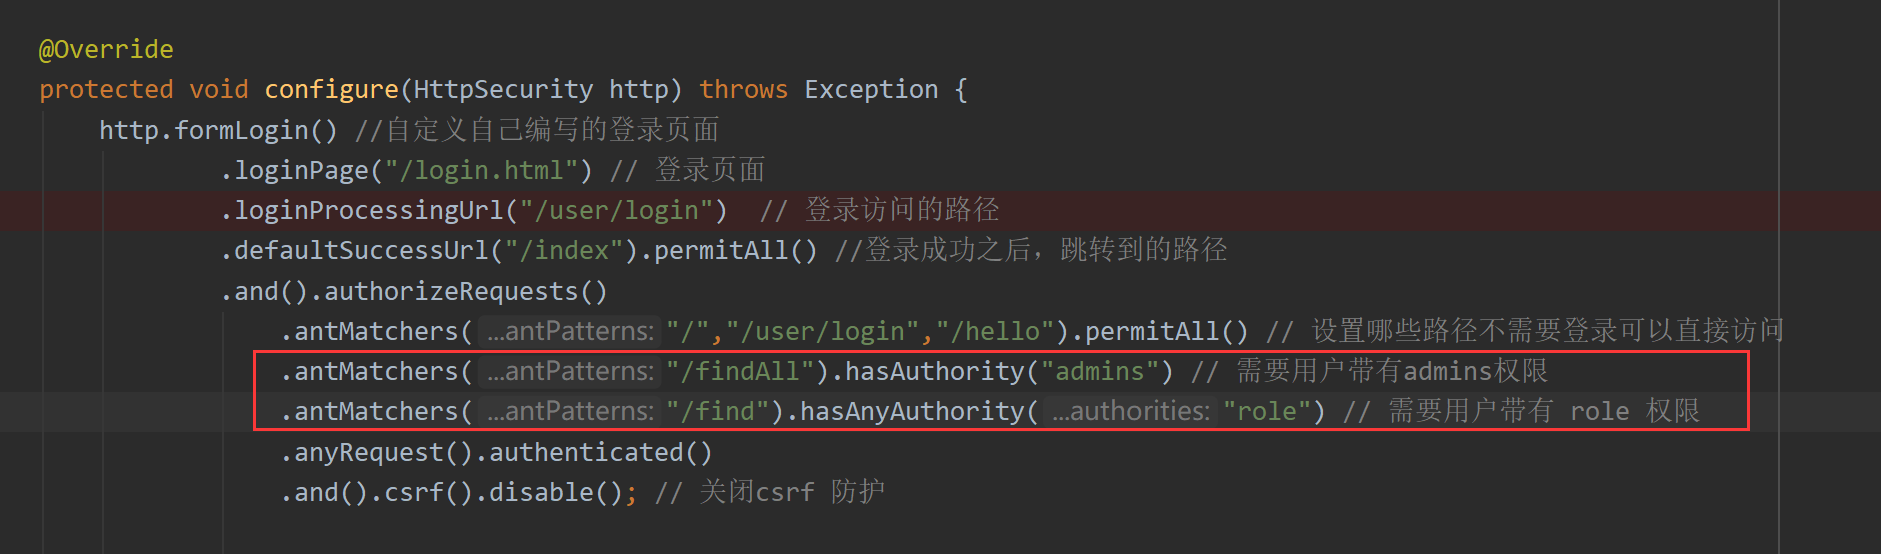 @Override
protected void configure(HttpSecurity http) throws Exception {
http.formLogin() //自定义自己编写的登录页面
.loginPage("/login.html") // 登录页面
.loginProcessingUrl("/user/login")  // 登录访问的路径
.defaultSuccessUrl("/index").permitAll() //登录成功之后，跳转到的路径
.and().authorizeRequests()
.antMatchers( ...antPatterns: "/","/user/login","/hello").permitAll() // 设置哪些路径不需要登录可以直接访问
.antMatchers( ...antPatterns: "/findAll").hasAuthority("admins") // 需要用户带有admins权限
.antMatchers( ...antPatterns: "/find").hasAnyAuthority( ...authorities: "role") // 需要用户带有 role 权限
.anyRequest().authenticated()
.and().csrf().disable(); // 关闭csrf 防护